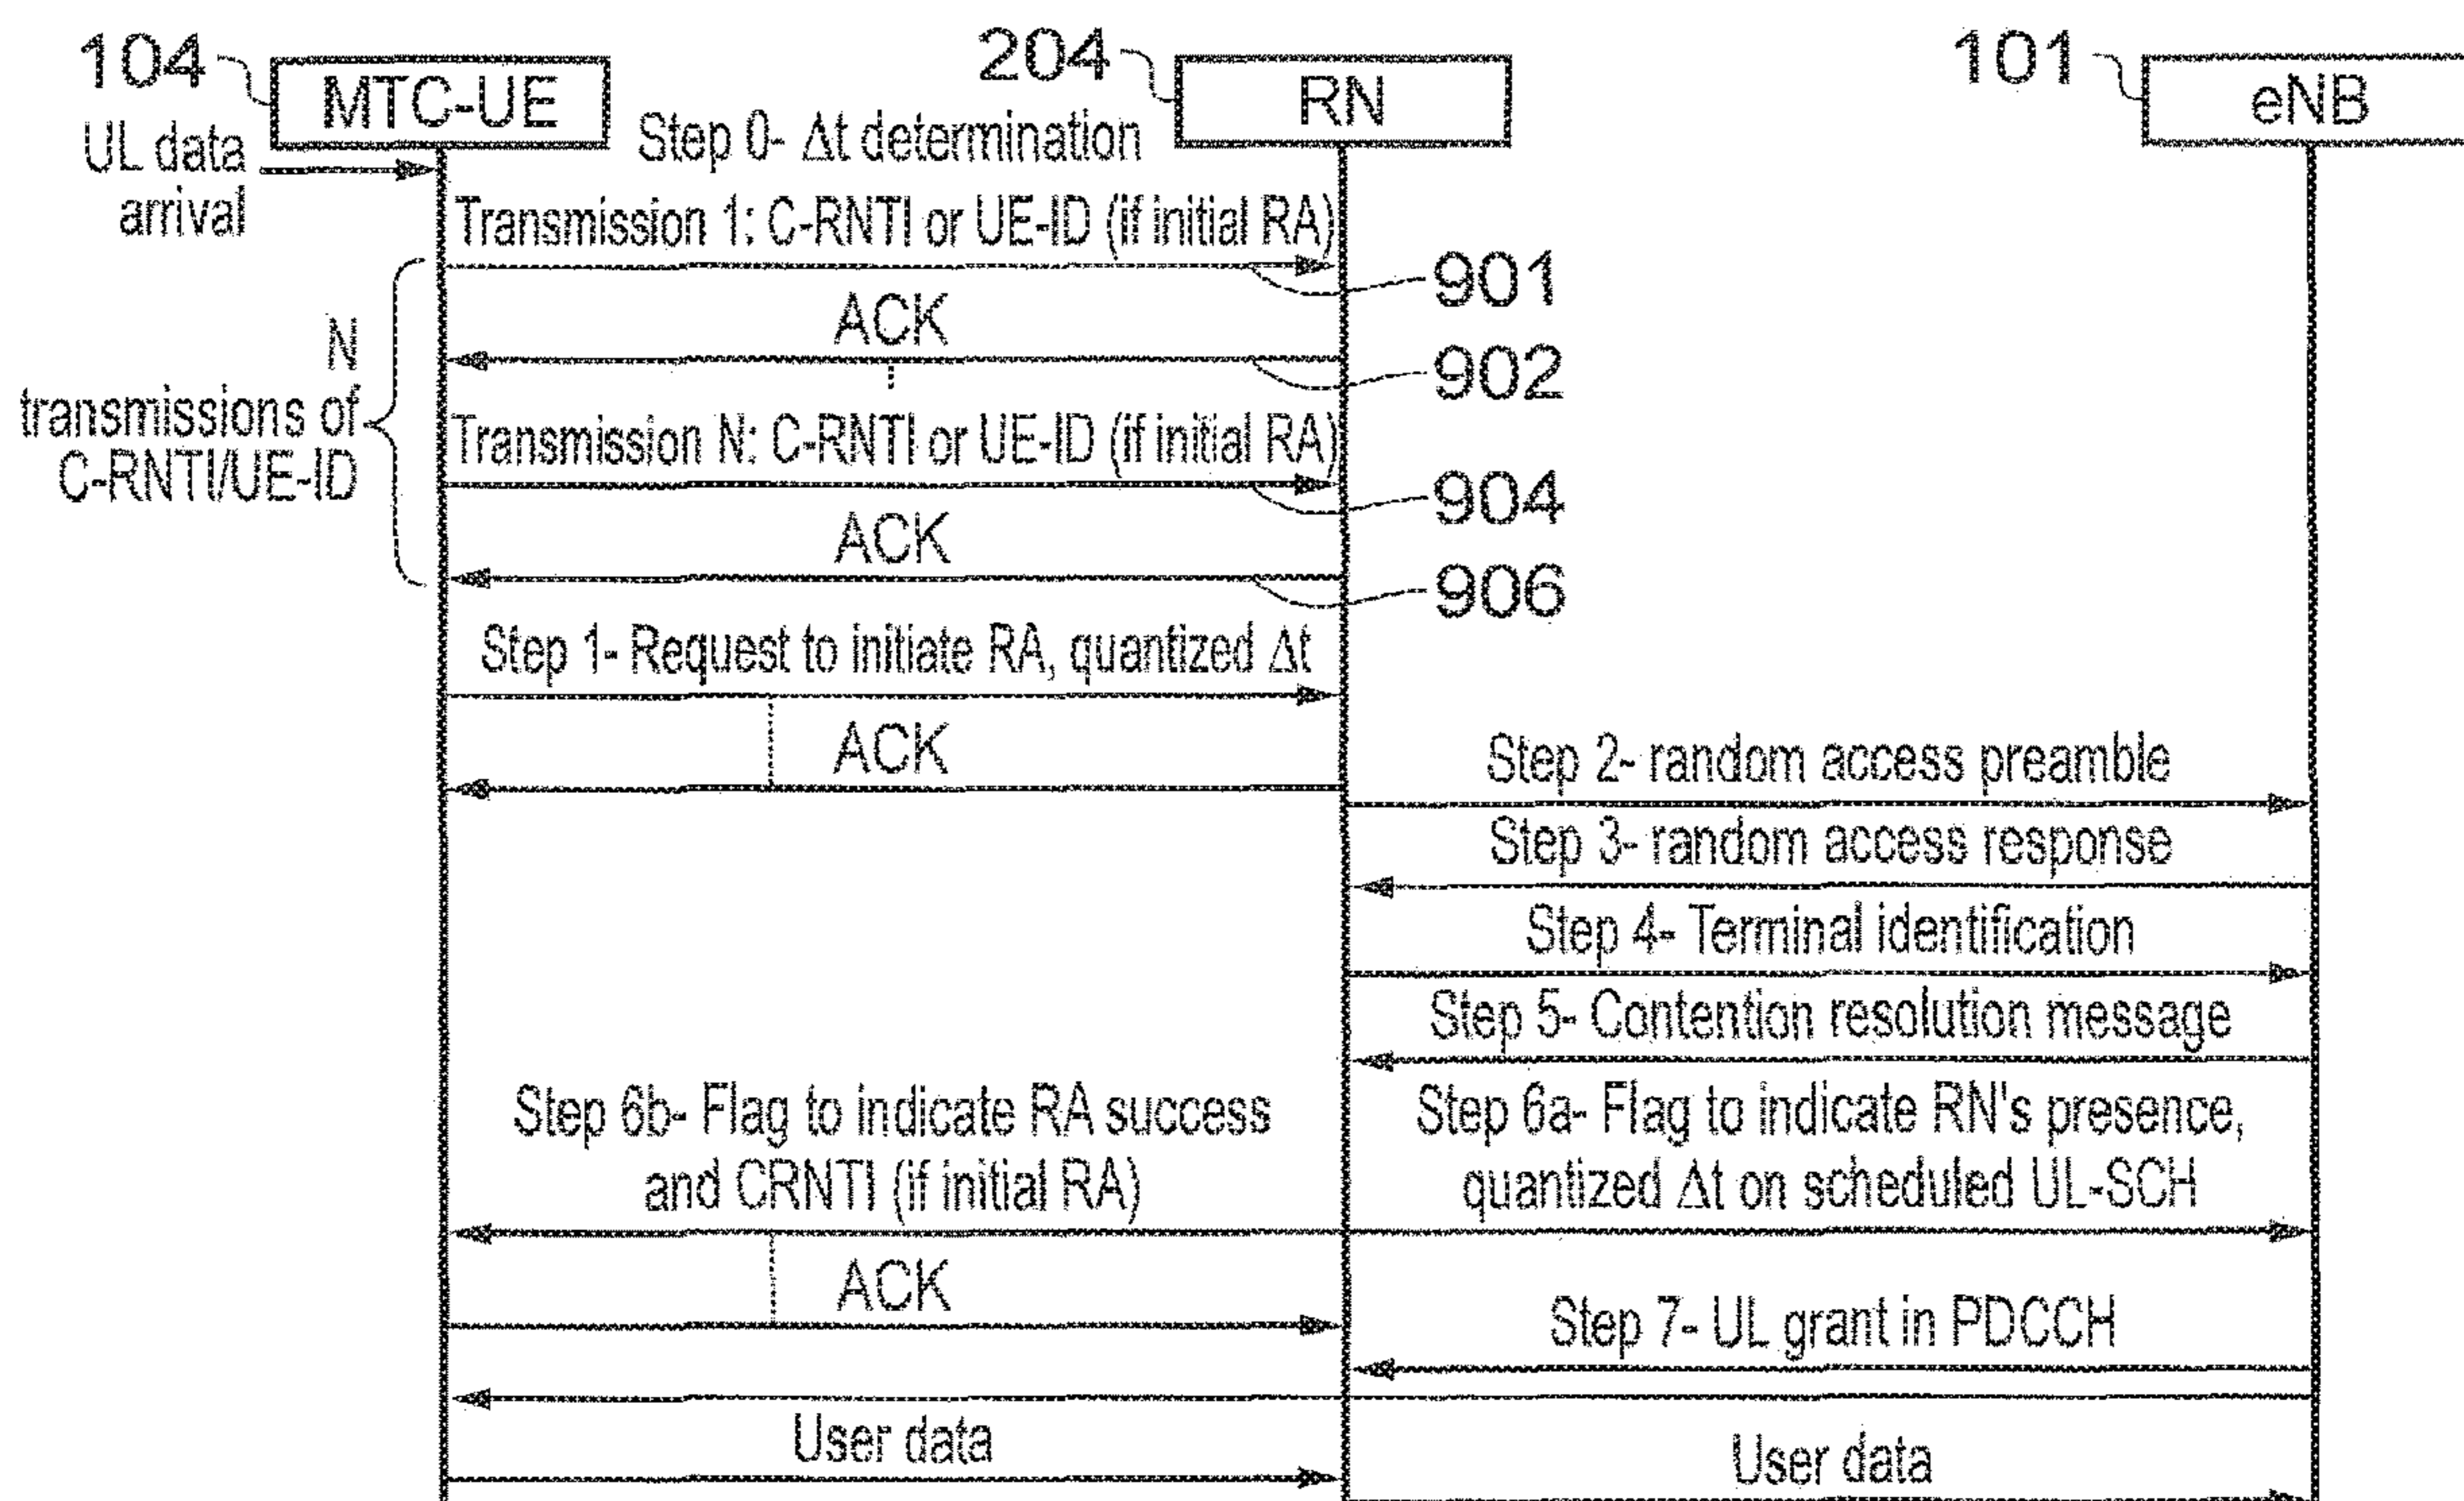 104
MTC-UE
204
RN
101
eNB
UL data
arrival
Step 0- Δt determination
Transmission 1: C-RNTI or UE-ID (if initial RA)
901
ACK
902
N
transmissions of
C-RNTI/UE-ID
Transmission N: C-RNTI or UE-ID (if initial RA)
904
ACK
906
Step 1- Request to initiate RA, quantized Δt
ACK
Step 2- random access preamble
Step 3- random access response
Step 4- Terminal identification
Step 5- Contention resolution message
Step 6b- Flag to indicate RA success
and CRNTI (if initial RA)
Step 6a- Flag to indicate RN's presence,
quantized Δt on scheduled UL-SCH
ACK
Step 7- UL grant in PDCCH
User data
User data